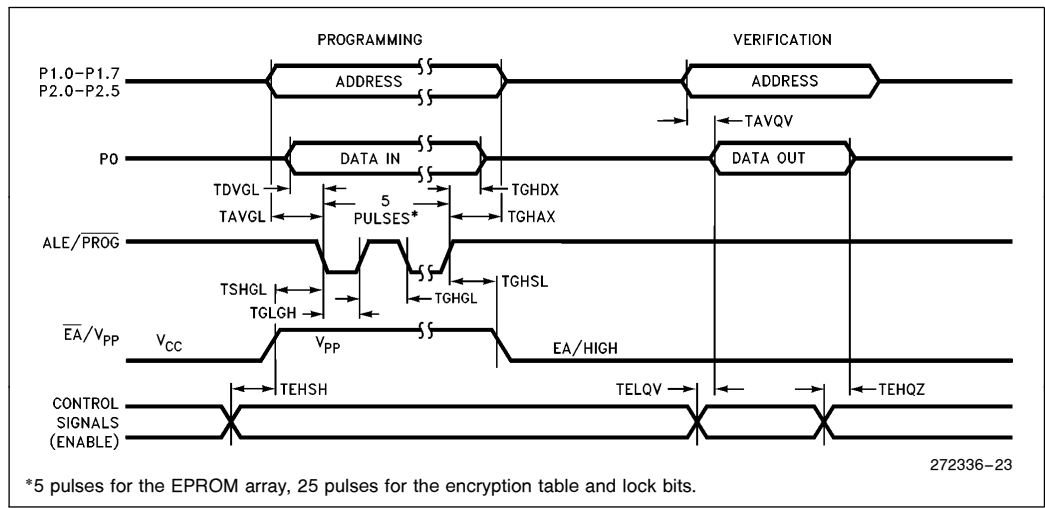 PROGRAMMING VERIFICATION
P1.0–P1.7
P2.0–P2.5
ADDRESS ADDRESS
TAVQV
P0 DATA IN DATA OUT
TDVGL 5 TGHDX
TAVGL PULSES* TGHAX
ALE/PROG
TSHGL TGHGL TGHSL
TGLGH
EA/VPP VCC VPP EA/HIGH
TEHSH TELQV TEHQZ
CONTROL
SIGNALS
(ENABLE)
272336–23
*5 pulses for the EPROM array, 25 pulses for the encryption table and lock bits.